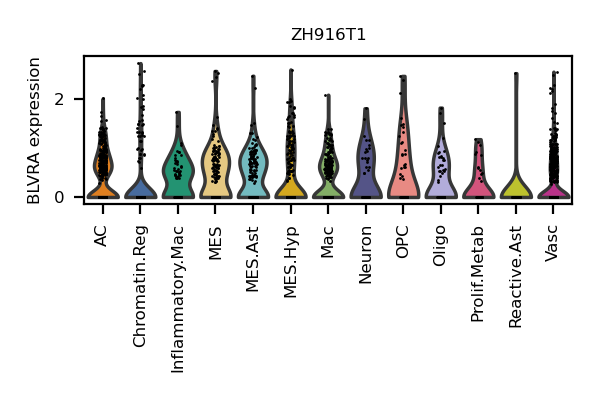 ZH916T1
BLVRA expression
2
0
AC
Chromatin.Reg
Inflammatory.Mac
MES
MES.Ast
MES.Hyp
Mac
Neuron
OPC
Oligo
Prolif.Metab
Reactive.Ast
Vasc